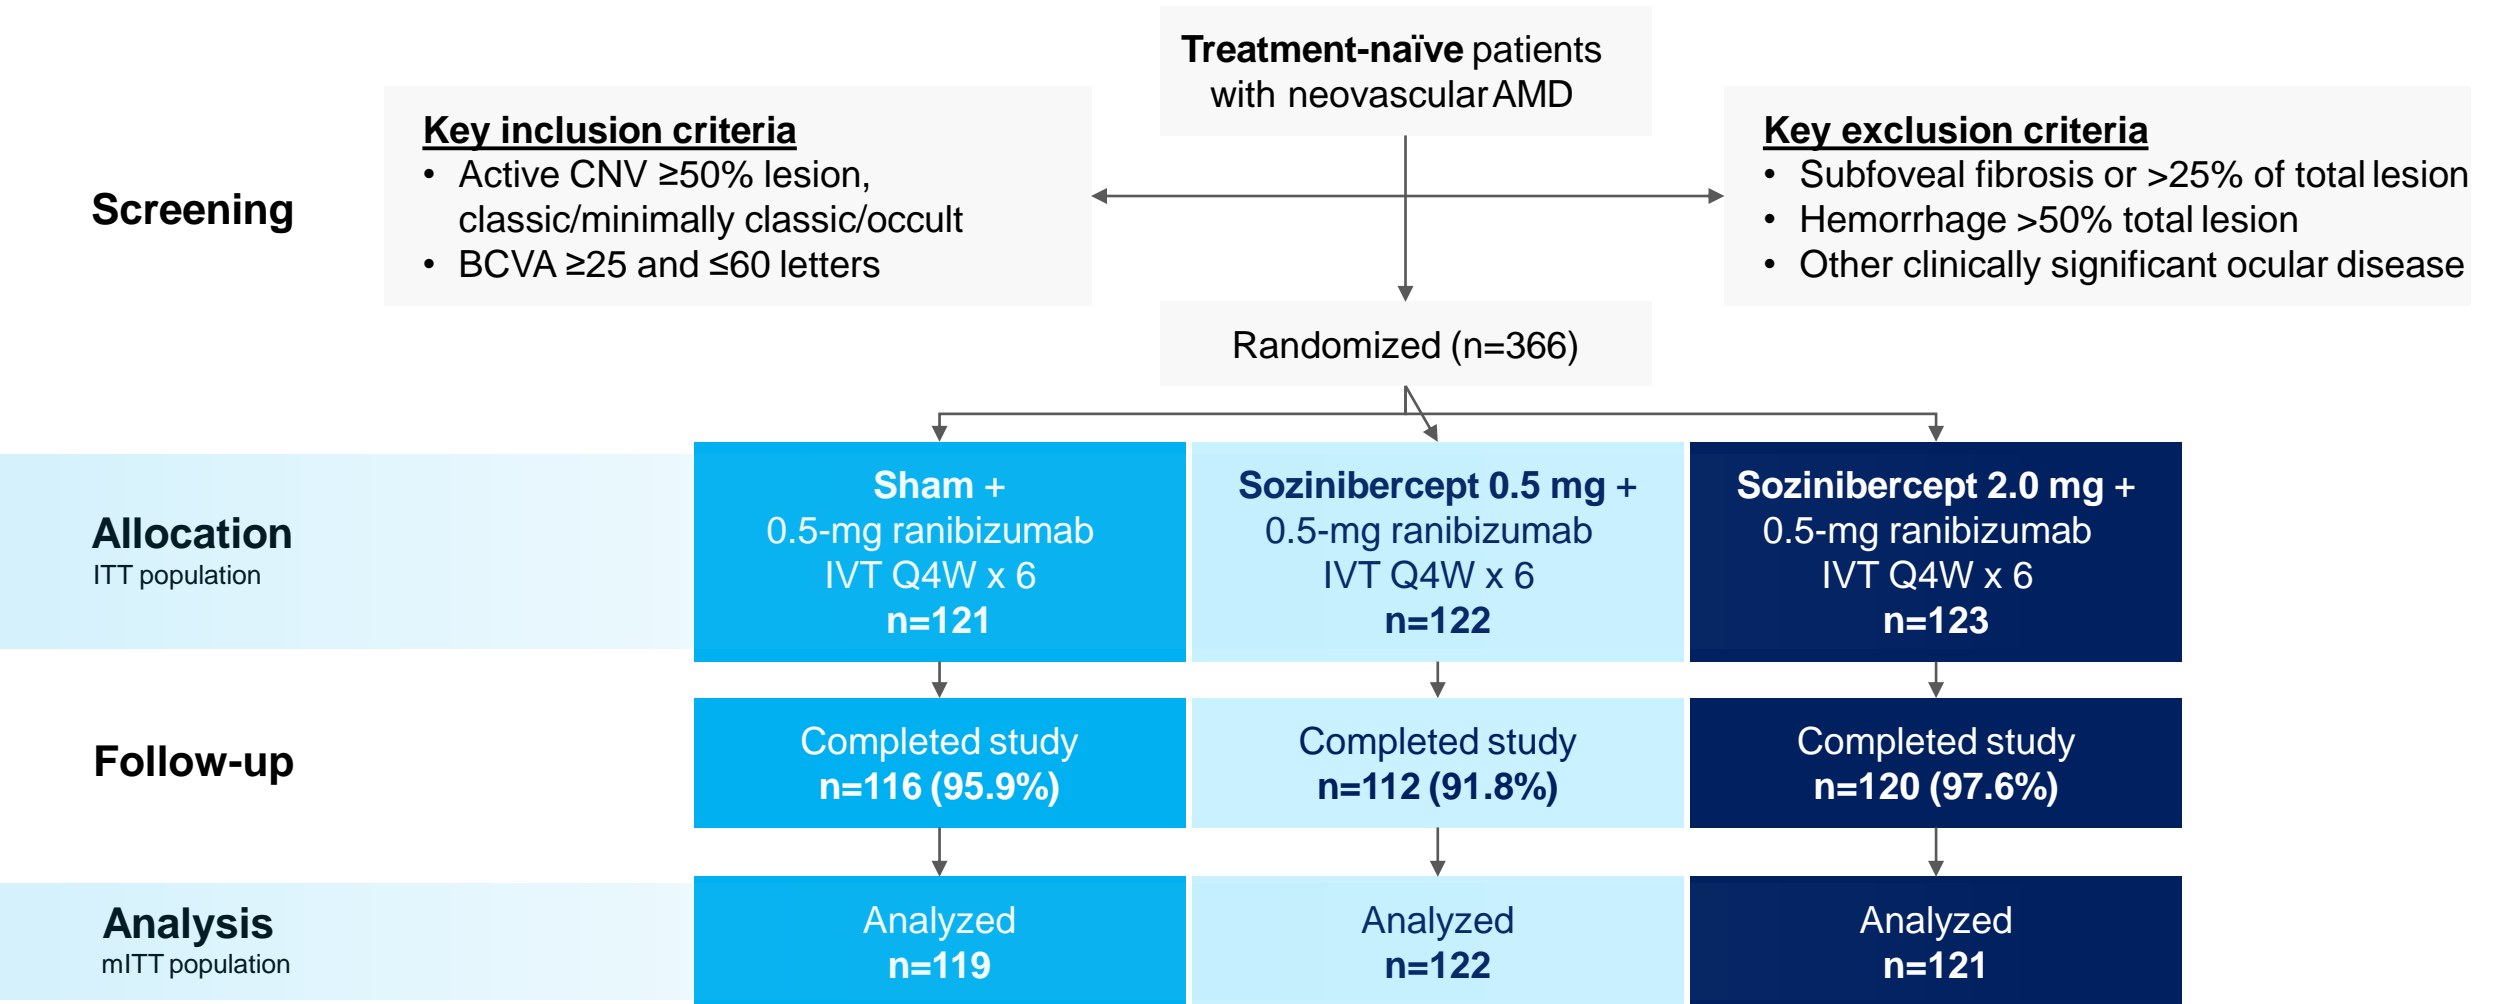 Treatment-naïve patients
with neovascular AMD
Screening
Key inclusion criteria
• Active CNV ≥50% lesion,
classic/minimally classic/occult
• BCVA ≥25 and ≤60 letters
Key exclusion criteria
• Subfoveal fibrosis or >25% of total lesion
• Hemorrhage >50% total lesion
• Other clinically significant ocular disease
Randomized (n=366)
Allocation
ITT population
Sham +
0.5-mg ranibizumab
IVT Q4W x 6
n=121
Sozinibercept 0.5 mg +
0.5-mg ranibizumab
IVT Q4W x 6
n=122
Sozinibercept 2.0 mg +
0.5-mg ranibizumab
IVT Q4W x 6
n=123
Follow-up
Completed study
n=116 (95.9%)
Completed study
n=112 (91.8%)
Completed study
n=120 (97.6%)
Analysis
mITT population
Analyzed
n=119
Analyzed
n=122
Analyzed
n=121